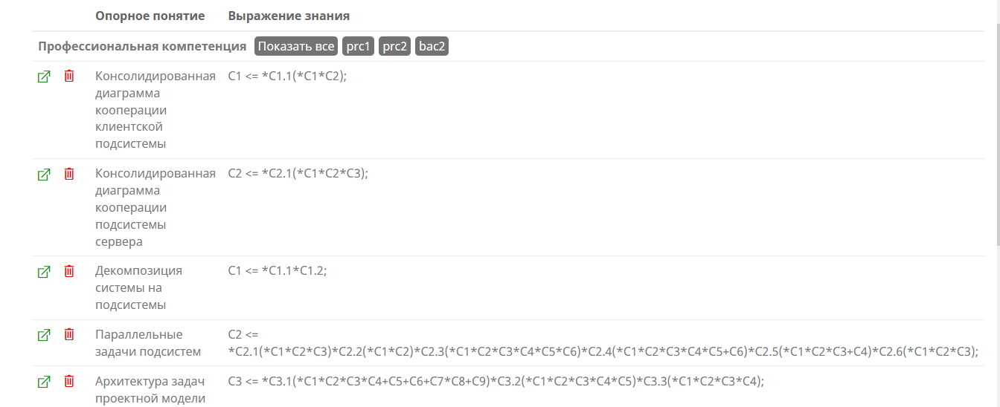 Опорное понятие Выражение знания
Профессиональная компетенция Показать все prc1 prc2 bac2
Консолидированная C1 <= *C1.1(*C1*C2);
диаграмма
кооперации
клиентской
подсистемы
Консолидированная C2 <= *C2.1(*C1*C2*C3);
диаграмма
кооперации
подсистемы
сервера
Декомпозиция C1 <= *C1.1*C1.2;
системы на
подсистемы
Параллельные C2 <=
задачи подсистем *C2.1(*C1*C2*C3)*C2.2(*C1*C2)*C2.3(*C1*C2*C3*C4*C5*C6)*C2.4(*C1*C2*C3*C4*C5+C6)*C2.5(*C1*C2*C3+C4)*C2.6(*C1*C2*C3);
Архитектура задач C3 <= *C3.1(*C1*C2*C3*C4+C5+C6+C7*C8+C9)*C3.2(*C1*C2*C3*C4*C5)*C3.3(*C1*C2*C3*C4);
проектной модели